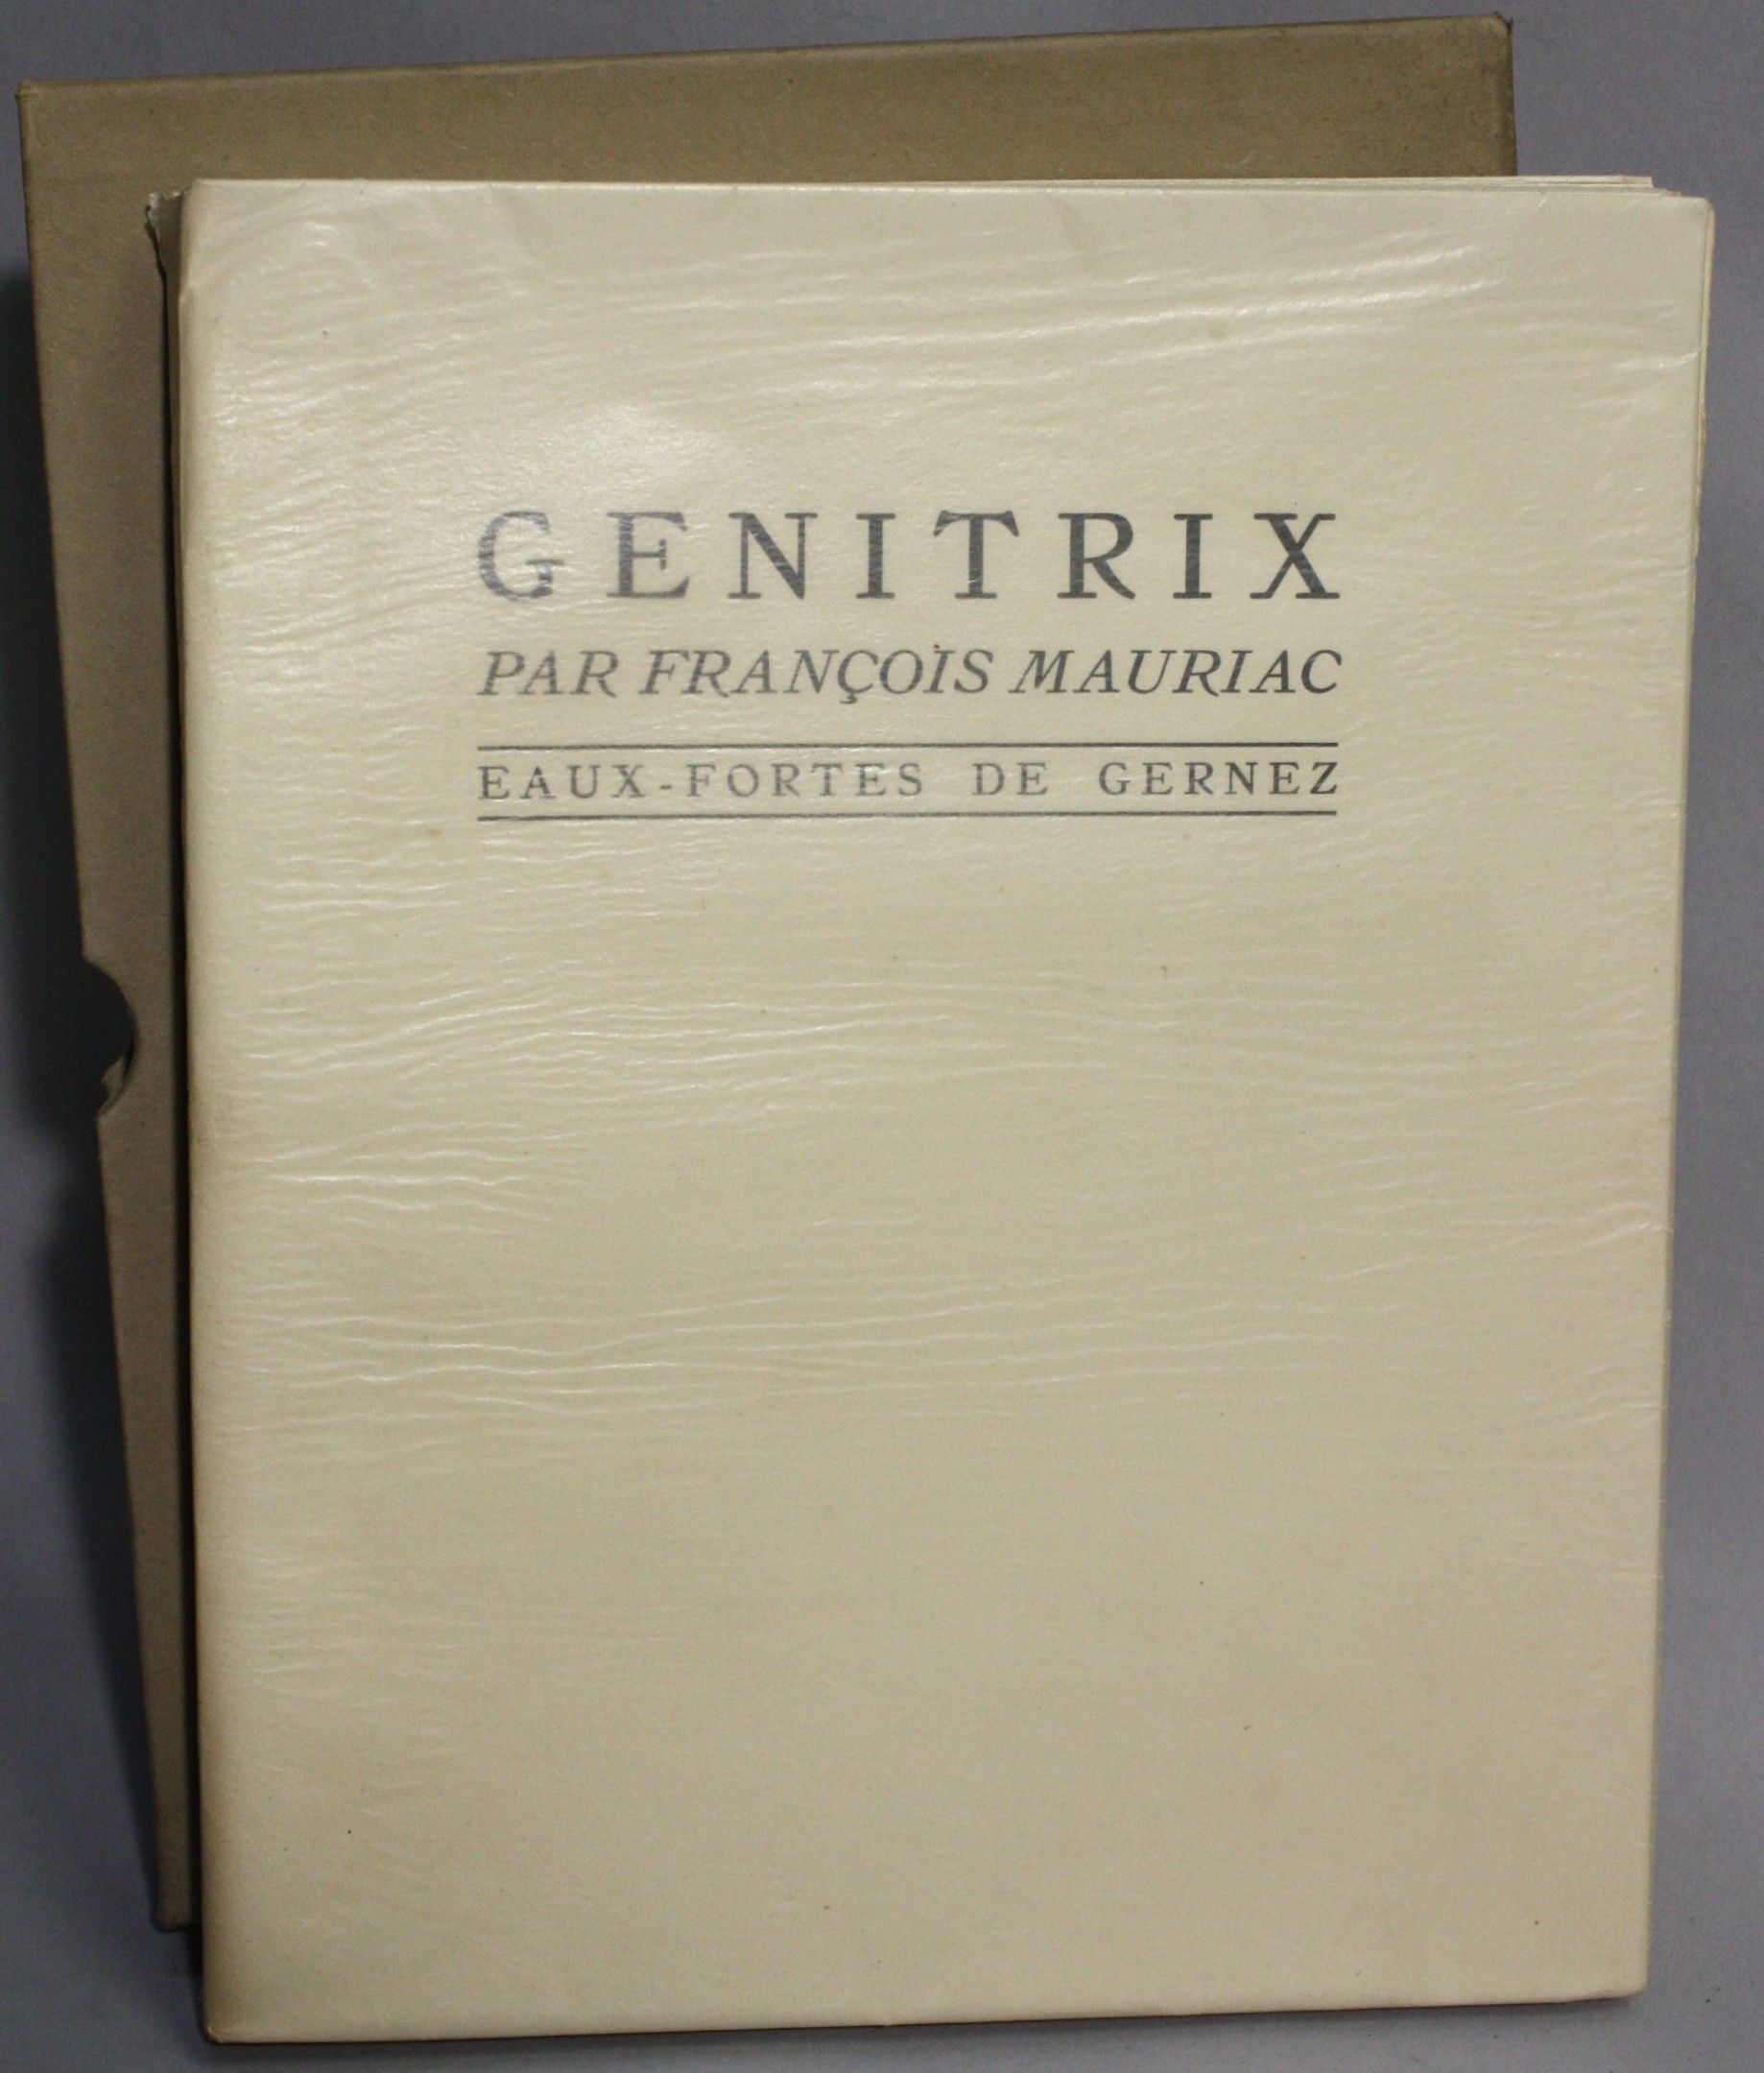 GENITRIX
PAR FRANÇOIS MAURIAC
EAUX-FORTES DE GERNEZ